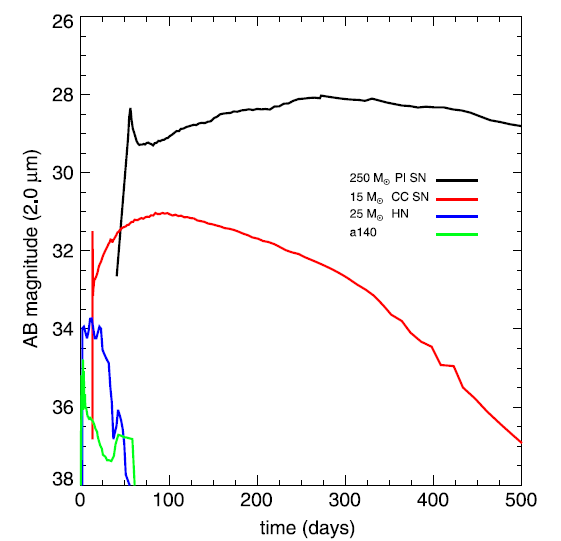 26
28
30
32
34
36
38
AB magnitude (2.0 μm)
250 M☉ PI SN
15 M☉ CC SN
25 M☉ HN
a140
0 100 200 300 400 500
time (days)